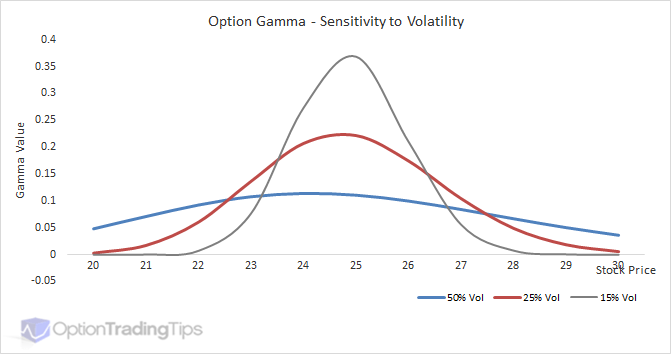 Option Gamma - Sensitivity to Volatility
0.4
0.35
0.3
0.25
0.2
0.15
0.1
0.05
0
-0.05
Gamma Value
20 21 22 23 24 25 26 27 28 29 30
Stock Price
50% Vol 25% Vol 15% Vol
OptionTradingTips